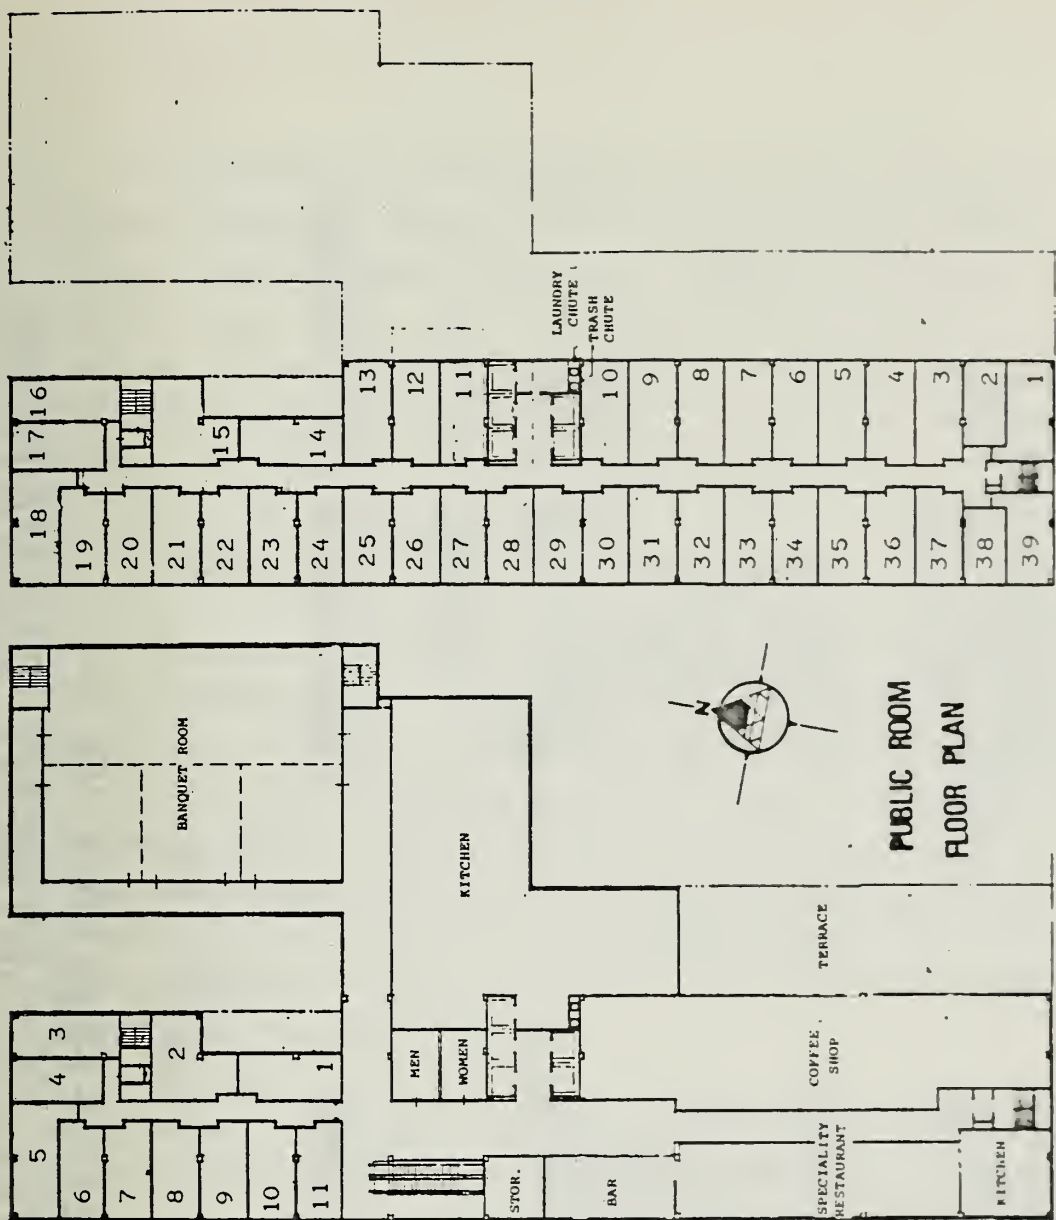 16
17
18
19
20
21
22
23
24
25
26
27
28
29
30
31
32
33
34
35
36
37
38
39
15
14
13
12
11
10
9
8
7
6
5
4
3
2
1
LAUNDRY
CHUTE
TRASH
CHUTE
BANQUET ROOM
KITCHEN
N
PUBLIC ROOM
FLOOR PLAN
TERRACE
3
4
5
6
7
8
9
10
11
2
1
MEN
WOMEN
COFFEE
SHOP
STOR.
BAR
SPECIALITY
RESTAURANT
KITCHEN